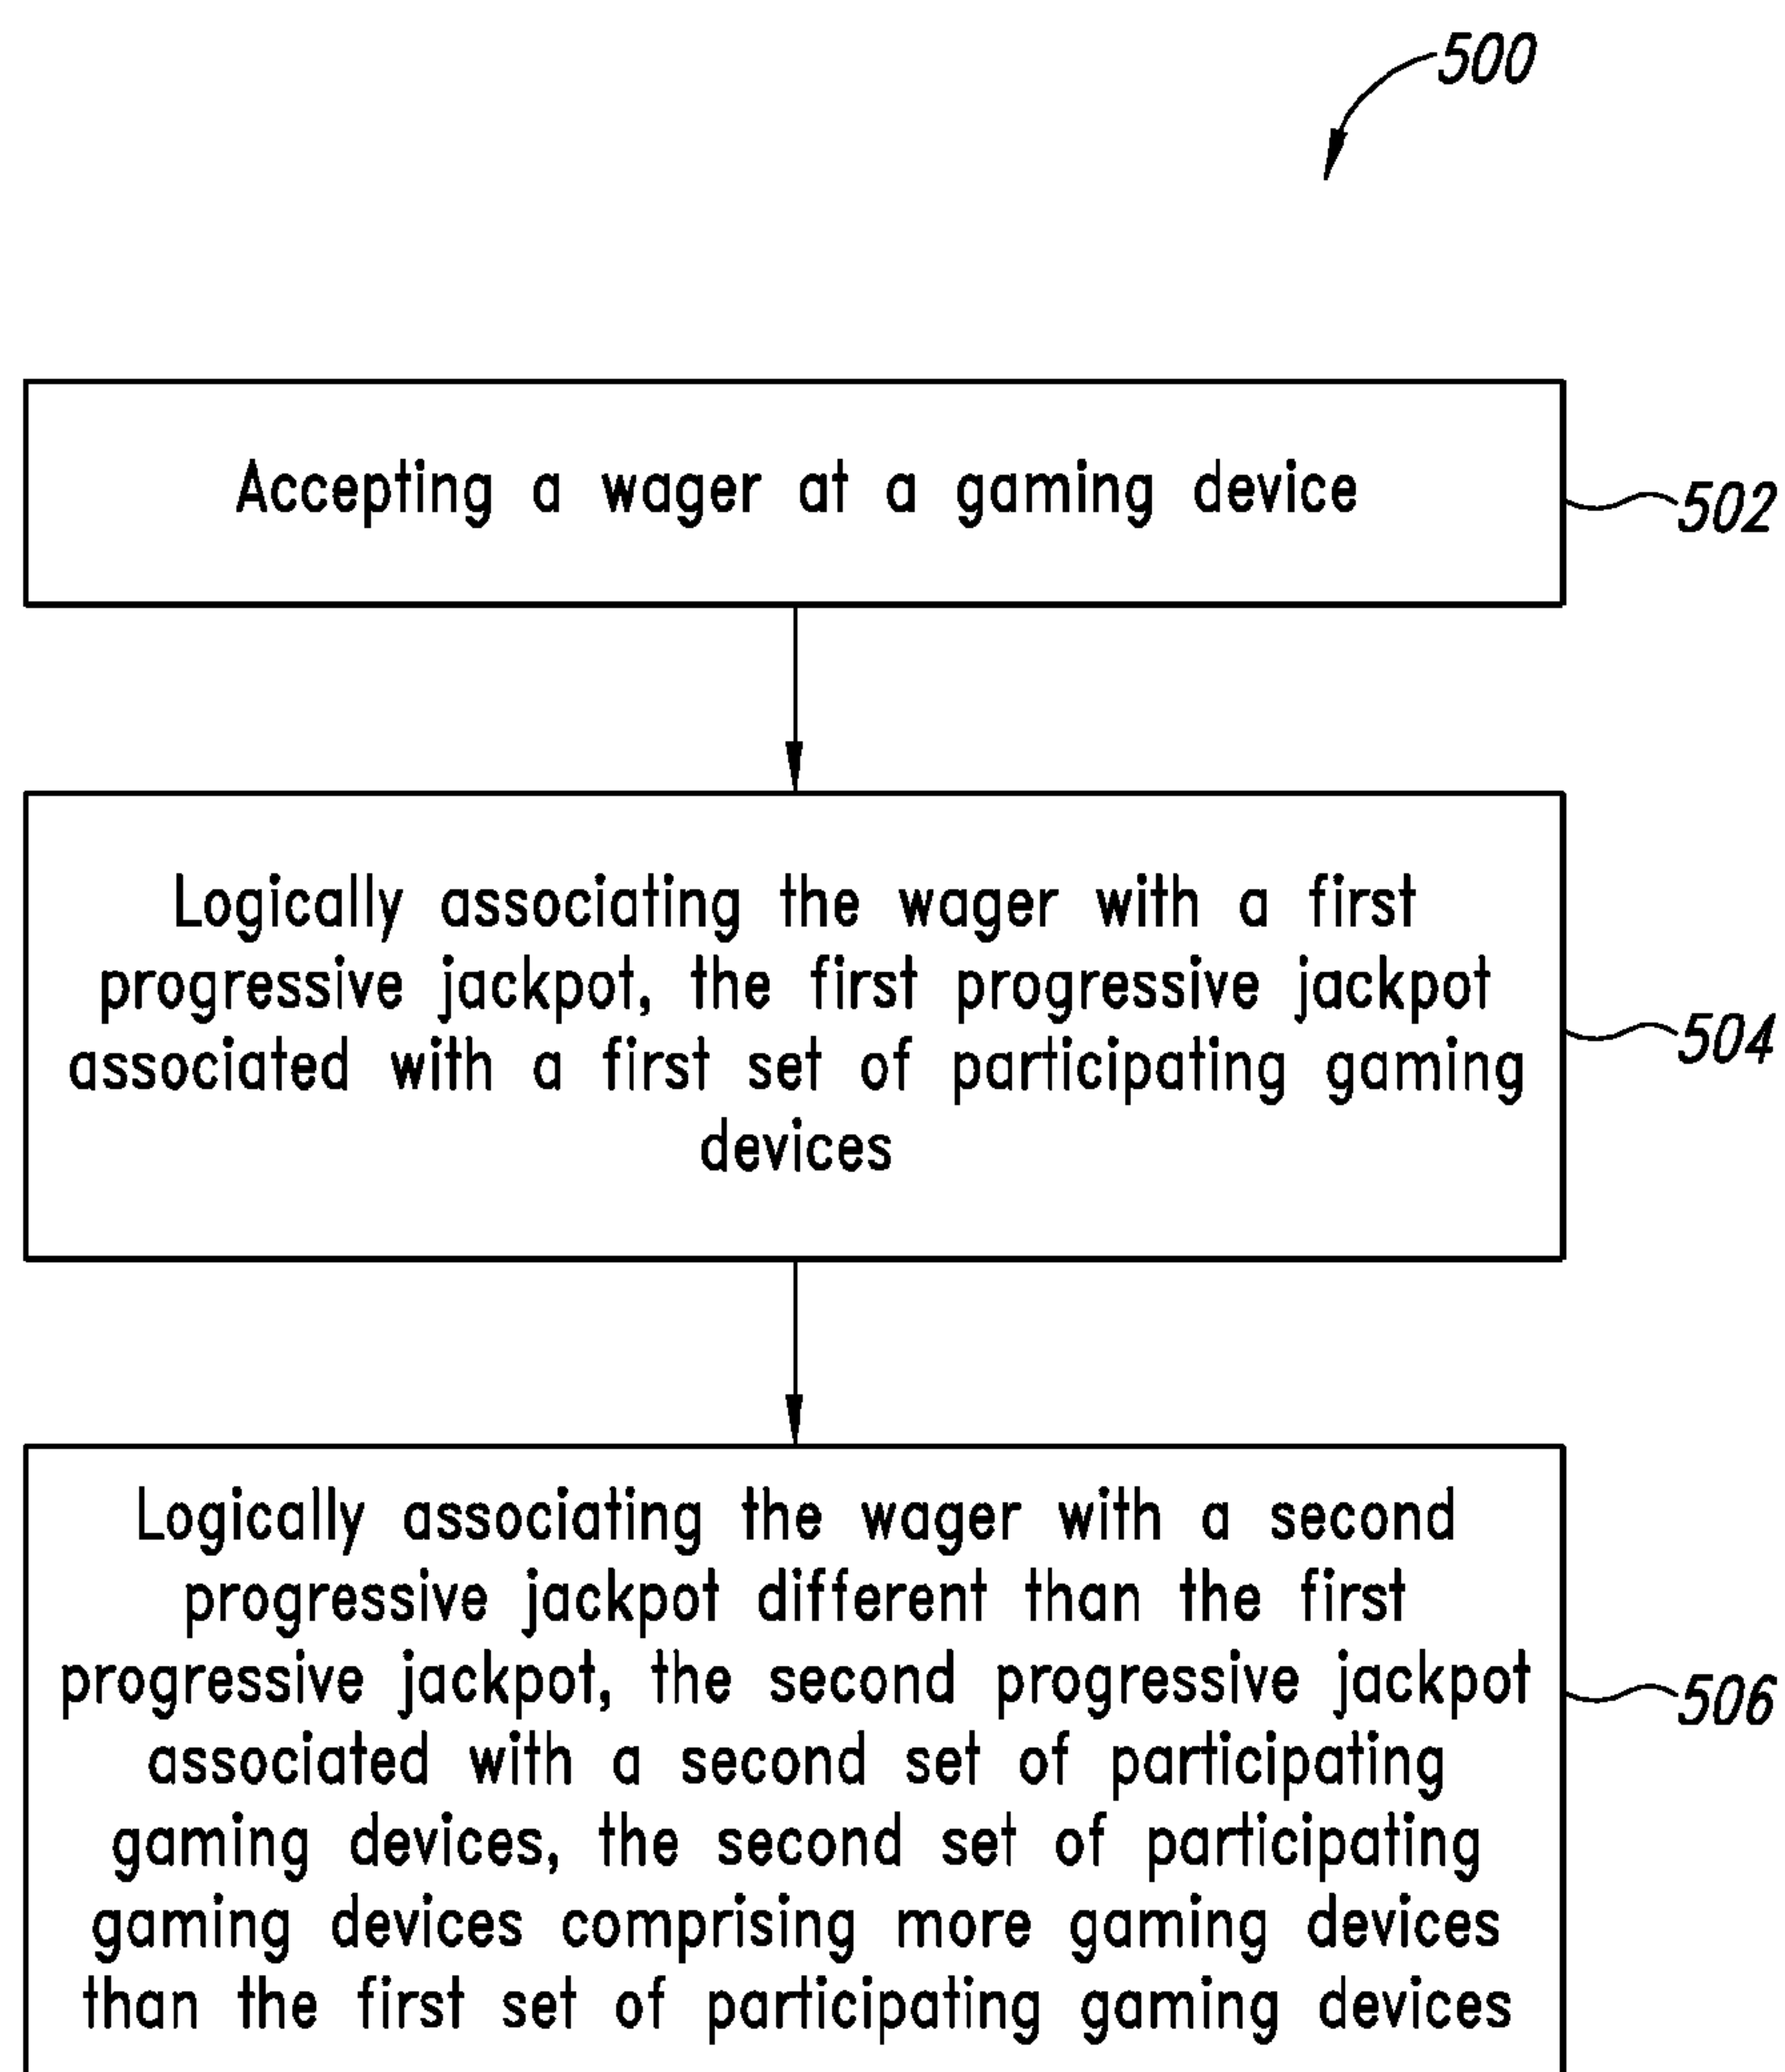 500
Accepting a wager at a gaming device
502
Logically associating the wager with a first
progressive jackpot, the first progressive jackpot
associated with a first set of participating gaming
devices
504
Logically associating the wager with a second
progressive jackpot different than the first
progressive jackpot, the second progressive jackpot
associated with a second set of participating
gaming devices, the second set of participating
gaming devices comprising more gaming devices
than the first set of participating gaming devices
506